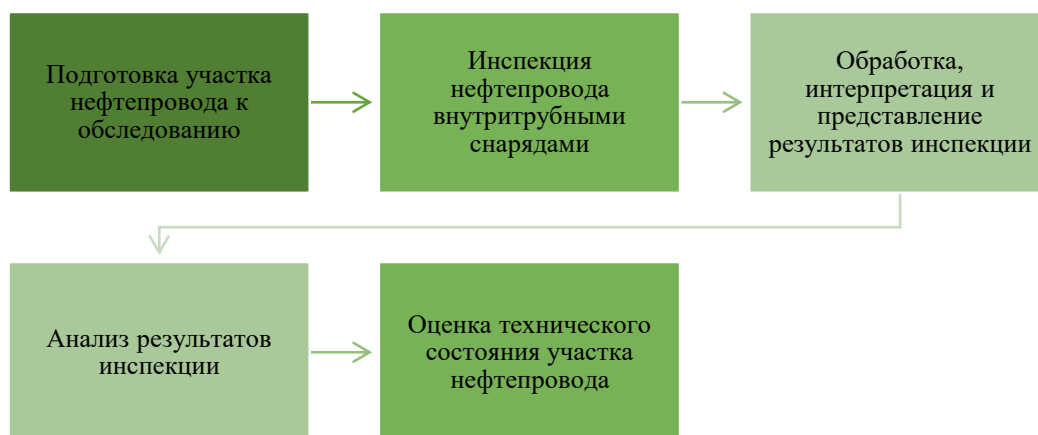 Подготовка участка
нефтепровода к
обследованию
Инспекция
нефтепровода
внутритрубными
снарядами
Обработка,
интерпретация и
представление
результатов инспекции
Анализ результатов
инспекции
Оценка технического
состояния участка
нефтепровода